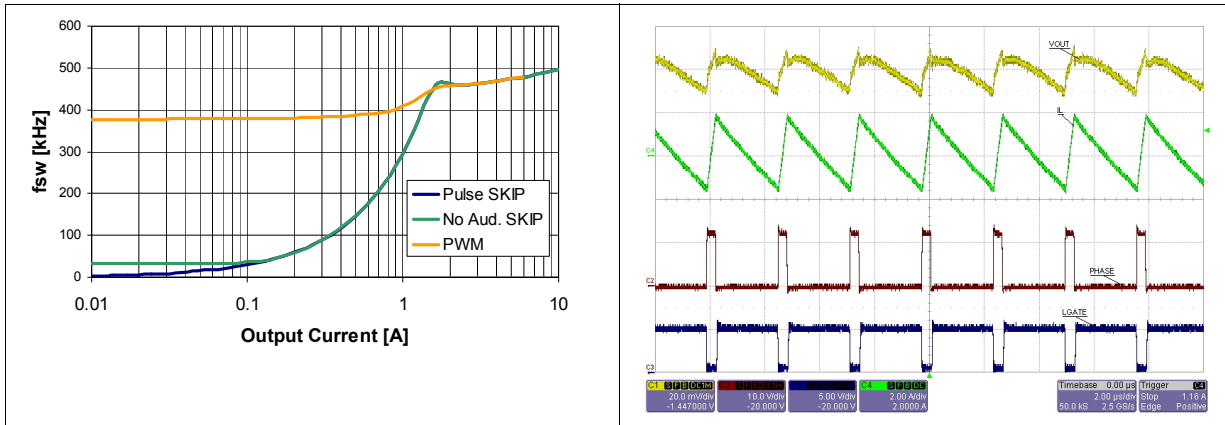 600
500
400
300
200
100
0
fsw [kHz]
Pulse SKIP
No Aud. SKIP
PWM
0.01
0.1
1
10
Output Current [A]
VOUT
IL
C4
C2
PHASE
LGATE
C3
C1
20.0 mV/div
-1.447000 V
10.0 V/div
-20.000 V
5.00 V/div
-20.000 V
C4
2.00 A/div
2.0000 A
Timebase 0.00 µs
2.00 µs/div
50.0 kS 2.5 GS/s
Trigger C4
Stop 1.16 A
Edge Positive